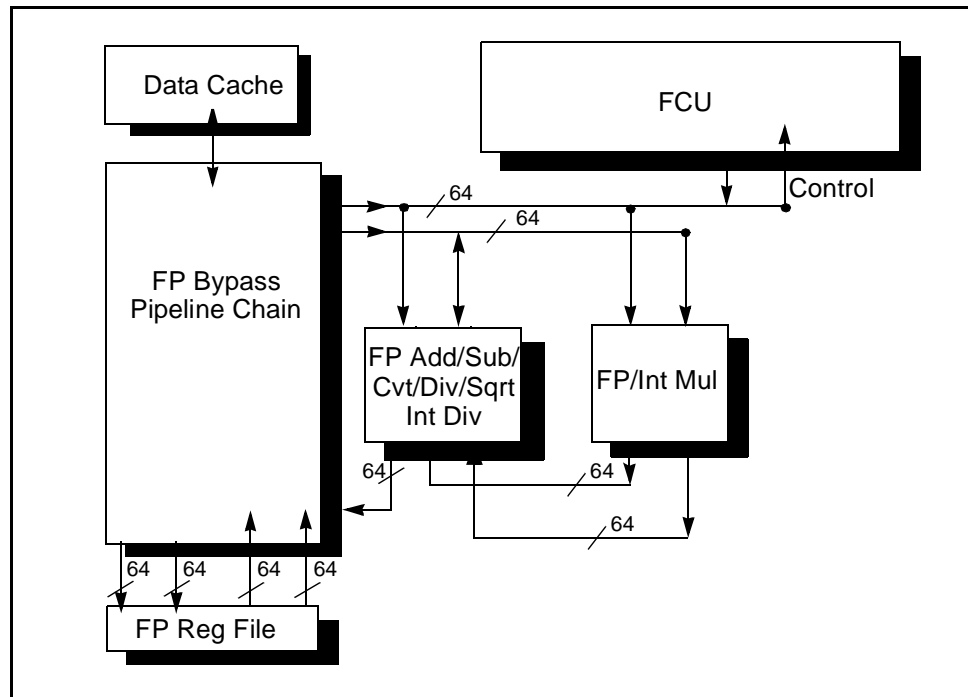 Data Cache
FCU
Control
64
64
FP Bypass
Pipeline Chain
FP Add/Sub/
Cvt/Div/Sqrt
Int Div
FP/Int Mul
64
64
64
64
64
64
64
FP Reg File